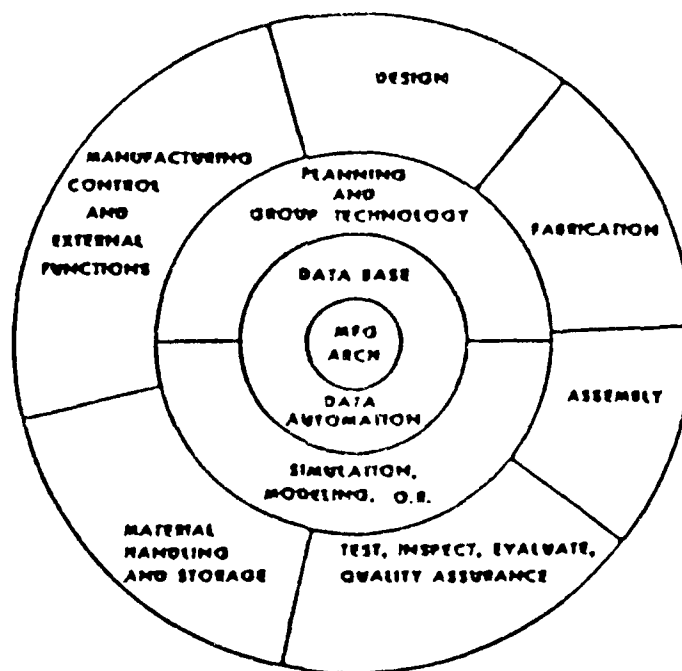 DESIGN
MANUFACTURING
CONTROL
AND
EXTERNAL
FUNCTIONS
PLANNING
AND
GROUP TECHNOLOGY
FABRICATION
DATA BASE
MFG
ARCH
DATA
AUTOMATION
ASSEMBLY
SIMULATION,
MODELING, O.R.
MATERIAL
HANDLING
AND STORAGE
TEST, INSPECT, EVALUATE,
QUALITY ASSURANCE